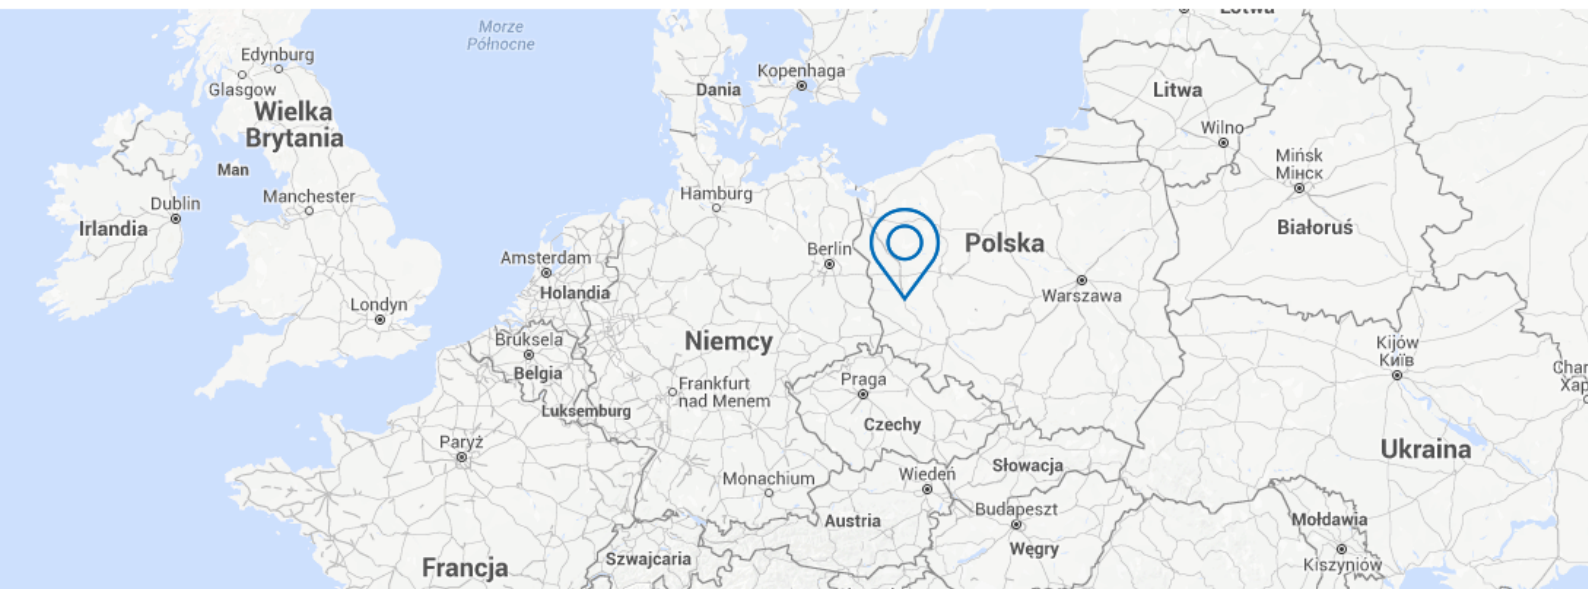 Litwa
Morze
Północne
Edynburg
Glasgow
Wielka
Brytania
Man
Dublin
Manchester
Irlandia
Londyn
Kopenhaga
Dania
Hamburg
Berlin
Amsterdam
Holandia
Bruksela
Belgia
Luksemburg
Niemcy
Frankfurt
nad Menem
Paryż
Monachium
Francja
Szwajcaria
Polska
Warszawa
Praga
Czechy
Wiedeń
Austria
Słowacja
Budapeszt
Węgry
Wilno
Mińsk
Мінск
Białoruś
Kijów
Київ
Ukraina
Mołdawia
Kiszyniów